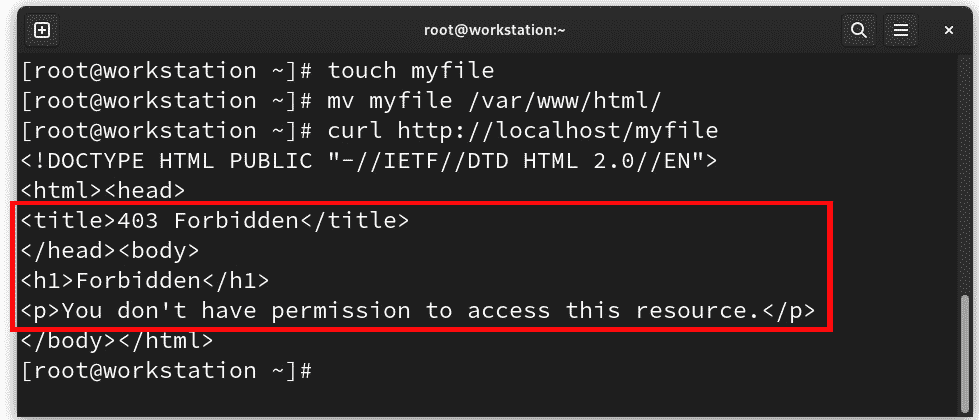 root@workstation:~
[root@workstation ~]# touch myfile
[root@workstation ~]# mv myfile /var/www/html/
[root@workstation ~]# curl http://localhost/myfile
<!DOCTYPE HTML PUBLIC "-//IETF//DTD HTML 2.0//EN">
<html><head>
<title>403 Forbidden</title>
</head><body>
<h1>Forbidden</h1>
<p>You don't have permission to access this resource.</p>
</body></html>
[root@workstation ~]#